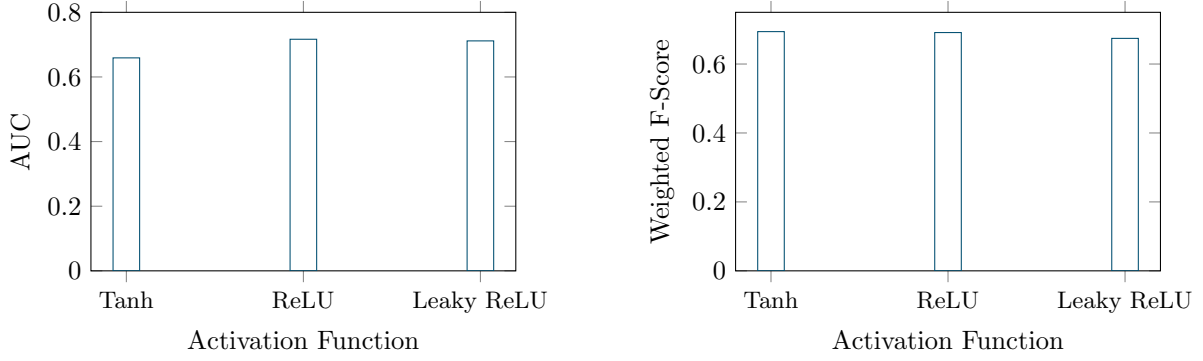 0.8
0.6
0.4
0.2
0
AUC
Tanh ReLU Leaky ReLU
Activation Function
0.6
0.4
0.2
0
Weighted F-Score
Tanh ReLU Leaky ReLU
Activation Function